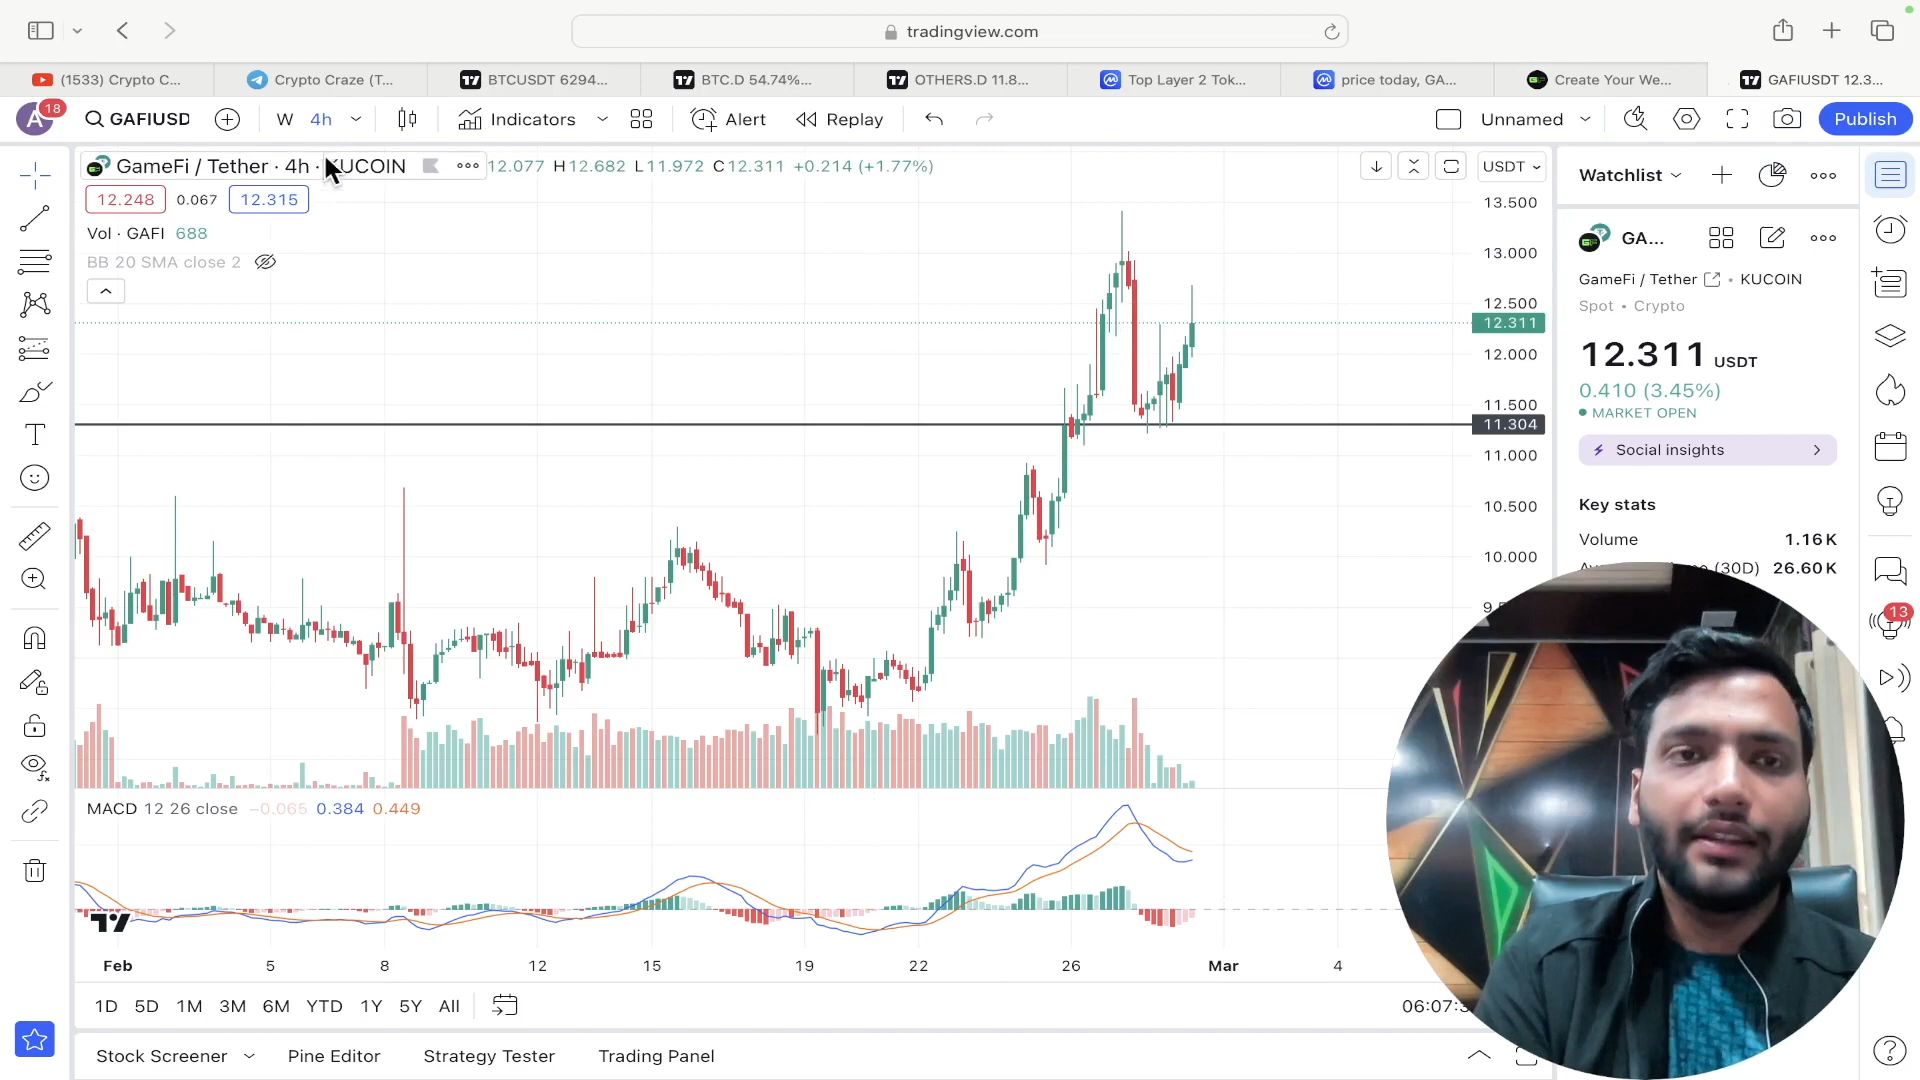 tradingview.com
(1533) Crypto C...
Crypto Craze (T...
BTCUSDT 6294...
BTC.D 54.74%...
OTHERS.D 11.8...
Top Layer 2 Tok...
price today, GA...
Create Your We...
GAFIUSDT 12.3...
A 18
GAFIUSD
W 4h
Indicators
Alert
Replay
Unnamed
Publish
GameFi / Tether · 4h · KUCOIN
12.077 H12.682 L11.972 C12.311 +0.214 (+1.77%)
USDT
12.248 0.067 12.315
Vol · GAFI 688
BB 20 SMA close 2
13.500
13.000
12.500
12.311
12.000
11.500
11.304
11.000
10.500
10.000
Watchlist
GA...
GameFi / Tether • KUCOIN
Spot • Crypto
12.311 USDT
0.410 (3.45%)
MARKET OPEN
Social insights
Key stats
Volume 1.16K
(30D) 26.60K
13
MACD 12 26 close −0.065 0.384 0.449
Feb 5 8 12 15 19 22 26 Mar 4
1D 5D 1M 3M 6M YTD 1Y 5Y All
06:07:
Stock Screener
Pine Editor
Strategy Tester
Trading Panel